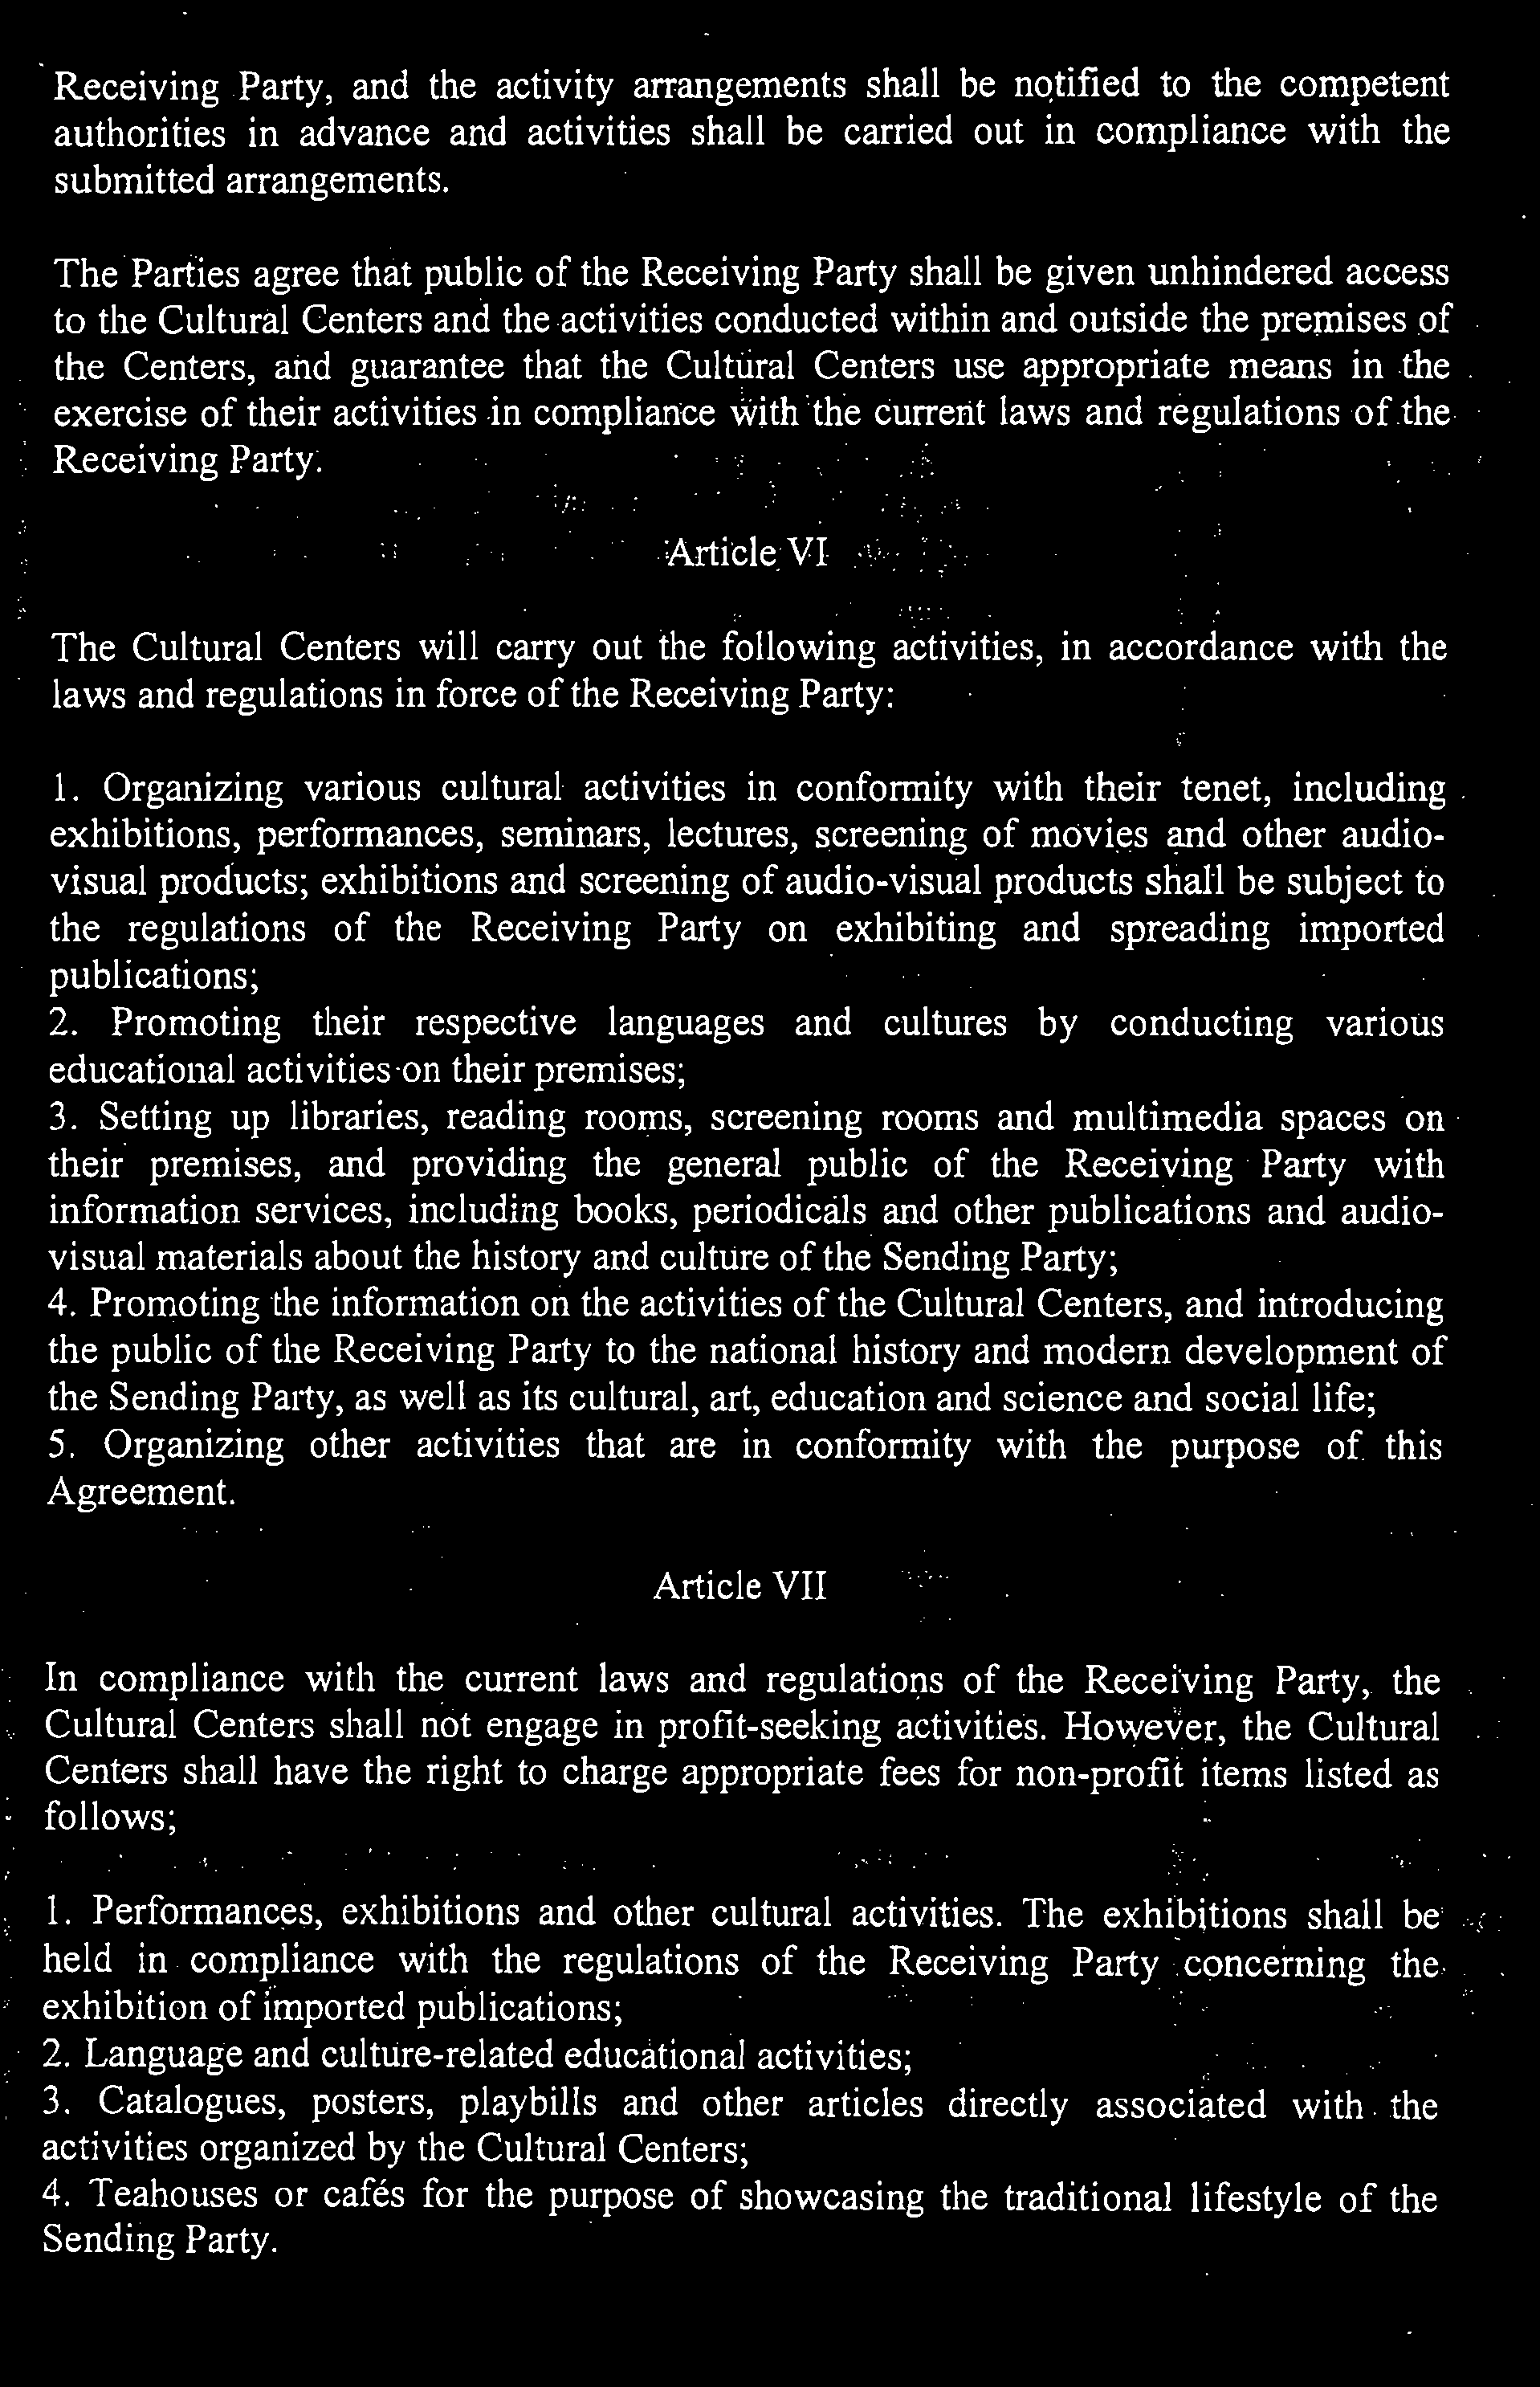 Receiving Party, and the activity arrangements shall be notified to the competent
authorities in advance and activities shall be carried out in compliance with the
submitted arrangements.
The Parties agree that public of the Receiving Party shall be given unhindered access
to the Cultural Centers and the activities conducted within and outside the premises of
the Centers, and guarantee that the Cultural Centers use appropriate means in the
exercise of their activities in compliance with the current laws and regulations of the
Receiving Party.
Article VI
The Cultural Centers will carry out the following activities, in accordance with the
laws and regulations in force of the Receiving Party:
1. Organizing various cultural activities in conformity with their tenet, including
exhibitions, performances, seminars, lectures, screening of movies and other audio-
visual products; exhibitions and screening of audio-visual products shall be subject to
the regulations of the Receiving Party on exhibiting and spreading imported
publications;
2. Promoting their respective languages and cultures by conducting various
educational activities on their premises;
3. Setting up libraries, reading rooms, screening rooms and multimedia spaces on
their premises, and providing the general public of the Receiving Party with
information services, including books, periodicals and other publications and audio-
visual materials about the history and culture of the Sending Party;
4. Promoting the information on the activities of the Cultural Centers, and introducing
the public of the Receiving Party to the national history and modern development of
the Sending Party, as well as its cultural, art, education and science and social life;
5. Organizing other activities that are in conformity with the purpose of this
Agreement.
Article VII
In compliance with the current laws and regulations of the Receiving Party, the
Cultural Centers shall not engage in profit-seeking activities. However, the Cultural
Centers shall have the right to charge appropriate fees for non-profit items listed as
follows;
1. Performances, exhibitions and other cultural activities. The exhibitions shall be
held in compliance with the regulations of the Receiving Party concerning the
exhibition of imported publications;
2. Language and culture-related educational activities;
3. Catalogues, posters, playbills and other articles directly associated with the
activities organized by the Cultural Centers;
4. Teahouses or cafés for the purpose of showcasing the traditional lifestyle of the
Sending Party.